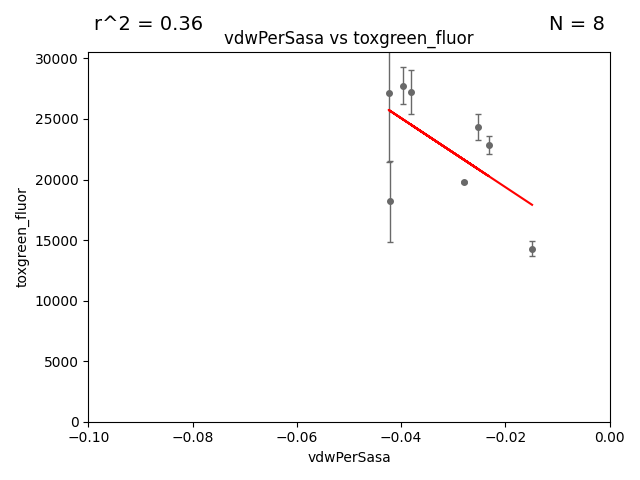 r^2 = 0.36
N = 8
vdwPerSasa vs toxgreen_fluor
30000
25000
20000
15000
10000
5000
0
toxgreen_fluor
−0.10
−0.08
−0.06
−0.04
−0.02
0.00
vdwPerSasa